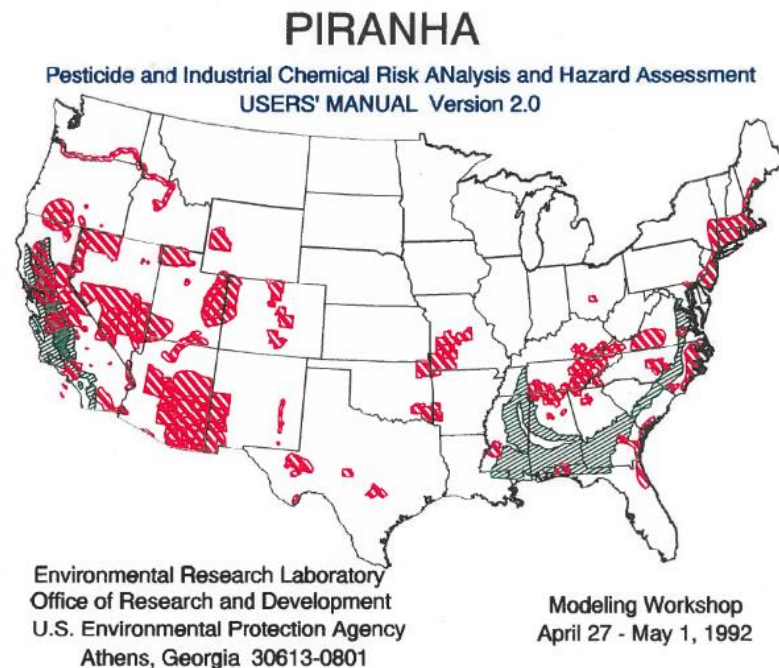 PIRANHA
Pesticide and Industrial Chemical Risk ANalysis and Hazard Assessment
USERS' MANUAL Version 2.0
Environmental Research Laboratory
Office of Research and Development
U.S. Environmental Protection Agency
Athens, Georgia 30613-0801
Modeling Workshop
April 27 - May 1, 1992